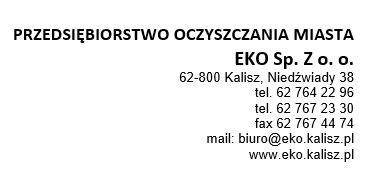 PRZEDSIĘBIORSTWO OCZYSZCZANIA MIASTA
EKO Sp. Z o. o.
62-800 Kalisz, Niedźwiady 38
tel. 62 764 22 96
tel. 62 767 23 30
fax 62 767 44 74
mail: biuro@eko.kalisz.pl
www.eko.kalisz.pl